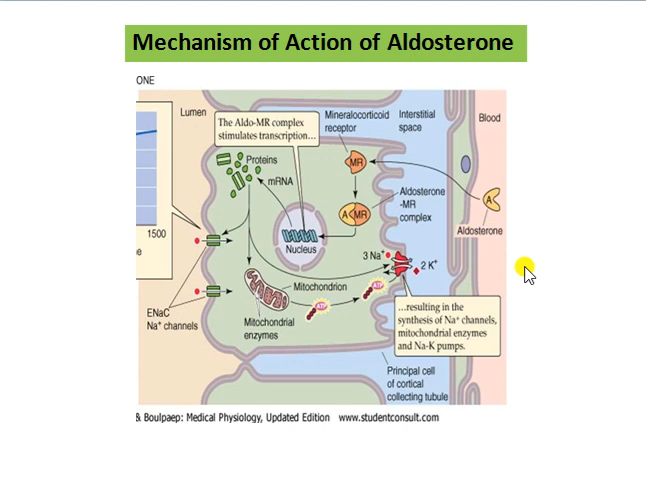 Mechanism of Action of Aldosterone
ONE
Lumen
The Aldo-MR complex
stimulates transcription...
Mineralocorticoid
receptor
Interstitial
space
Blood
Proteins
mRNA
MR
Aldosterone
-MR
complex
A MR
A
Aldosterone
Nucleus
1500
e
3 Na+
2 K+
ATP
ATP
Mitochondrion
ENaC
Na+ channels
Mitochondrial
enzymes
...resulting in the
synthesis of Na+ channels,
mitochondrial enzymes
and Na-K pumps.
Principal cell
of cortical
collecting tubule
& Boulpaep: Medical Physiology, Updated Edition www.studentconsult.com